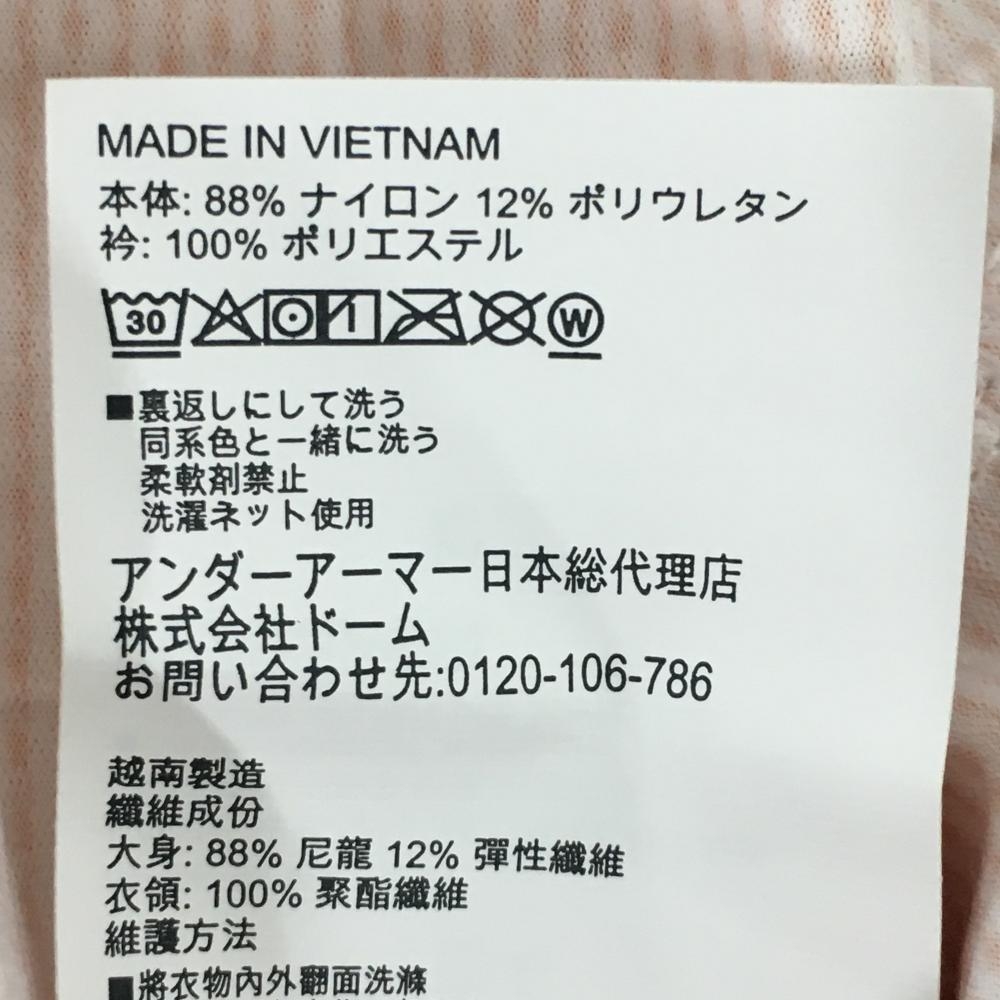 MADE IN VIETNAM
本体: 88% ナイロン 12% ポリウレタン
衿: 100% ポリエステル
30 W
■裏返しにして洗う
同系色と一緒に洗う
柔軟剤禁止
洗濯ネット使用
アンダーアーマー日本総代理店
株式会社ドーム
お問い合わせ先:0120-106-786
越南製造
纖維成份
大身: 88% 尼龍 12% 彈性纖維
衣領: 100% 聚酯纖維
維護方法
■將衣物內外翻面洗滌